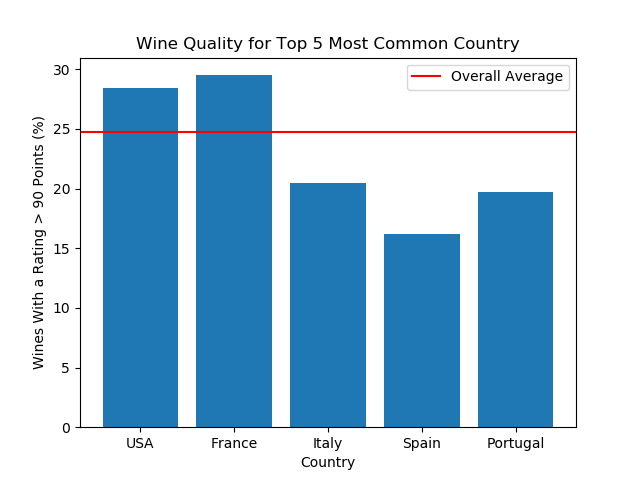 Wine Quality for Top 5 Most Common Country
Overall Average
Wines With a Rating > 90 Points (%)
30
25
20
15
10
5
0
USA France Italy Spain Portugal
Country